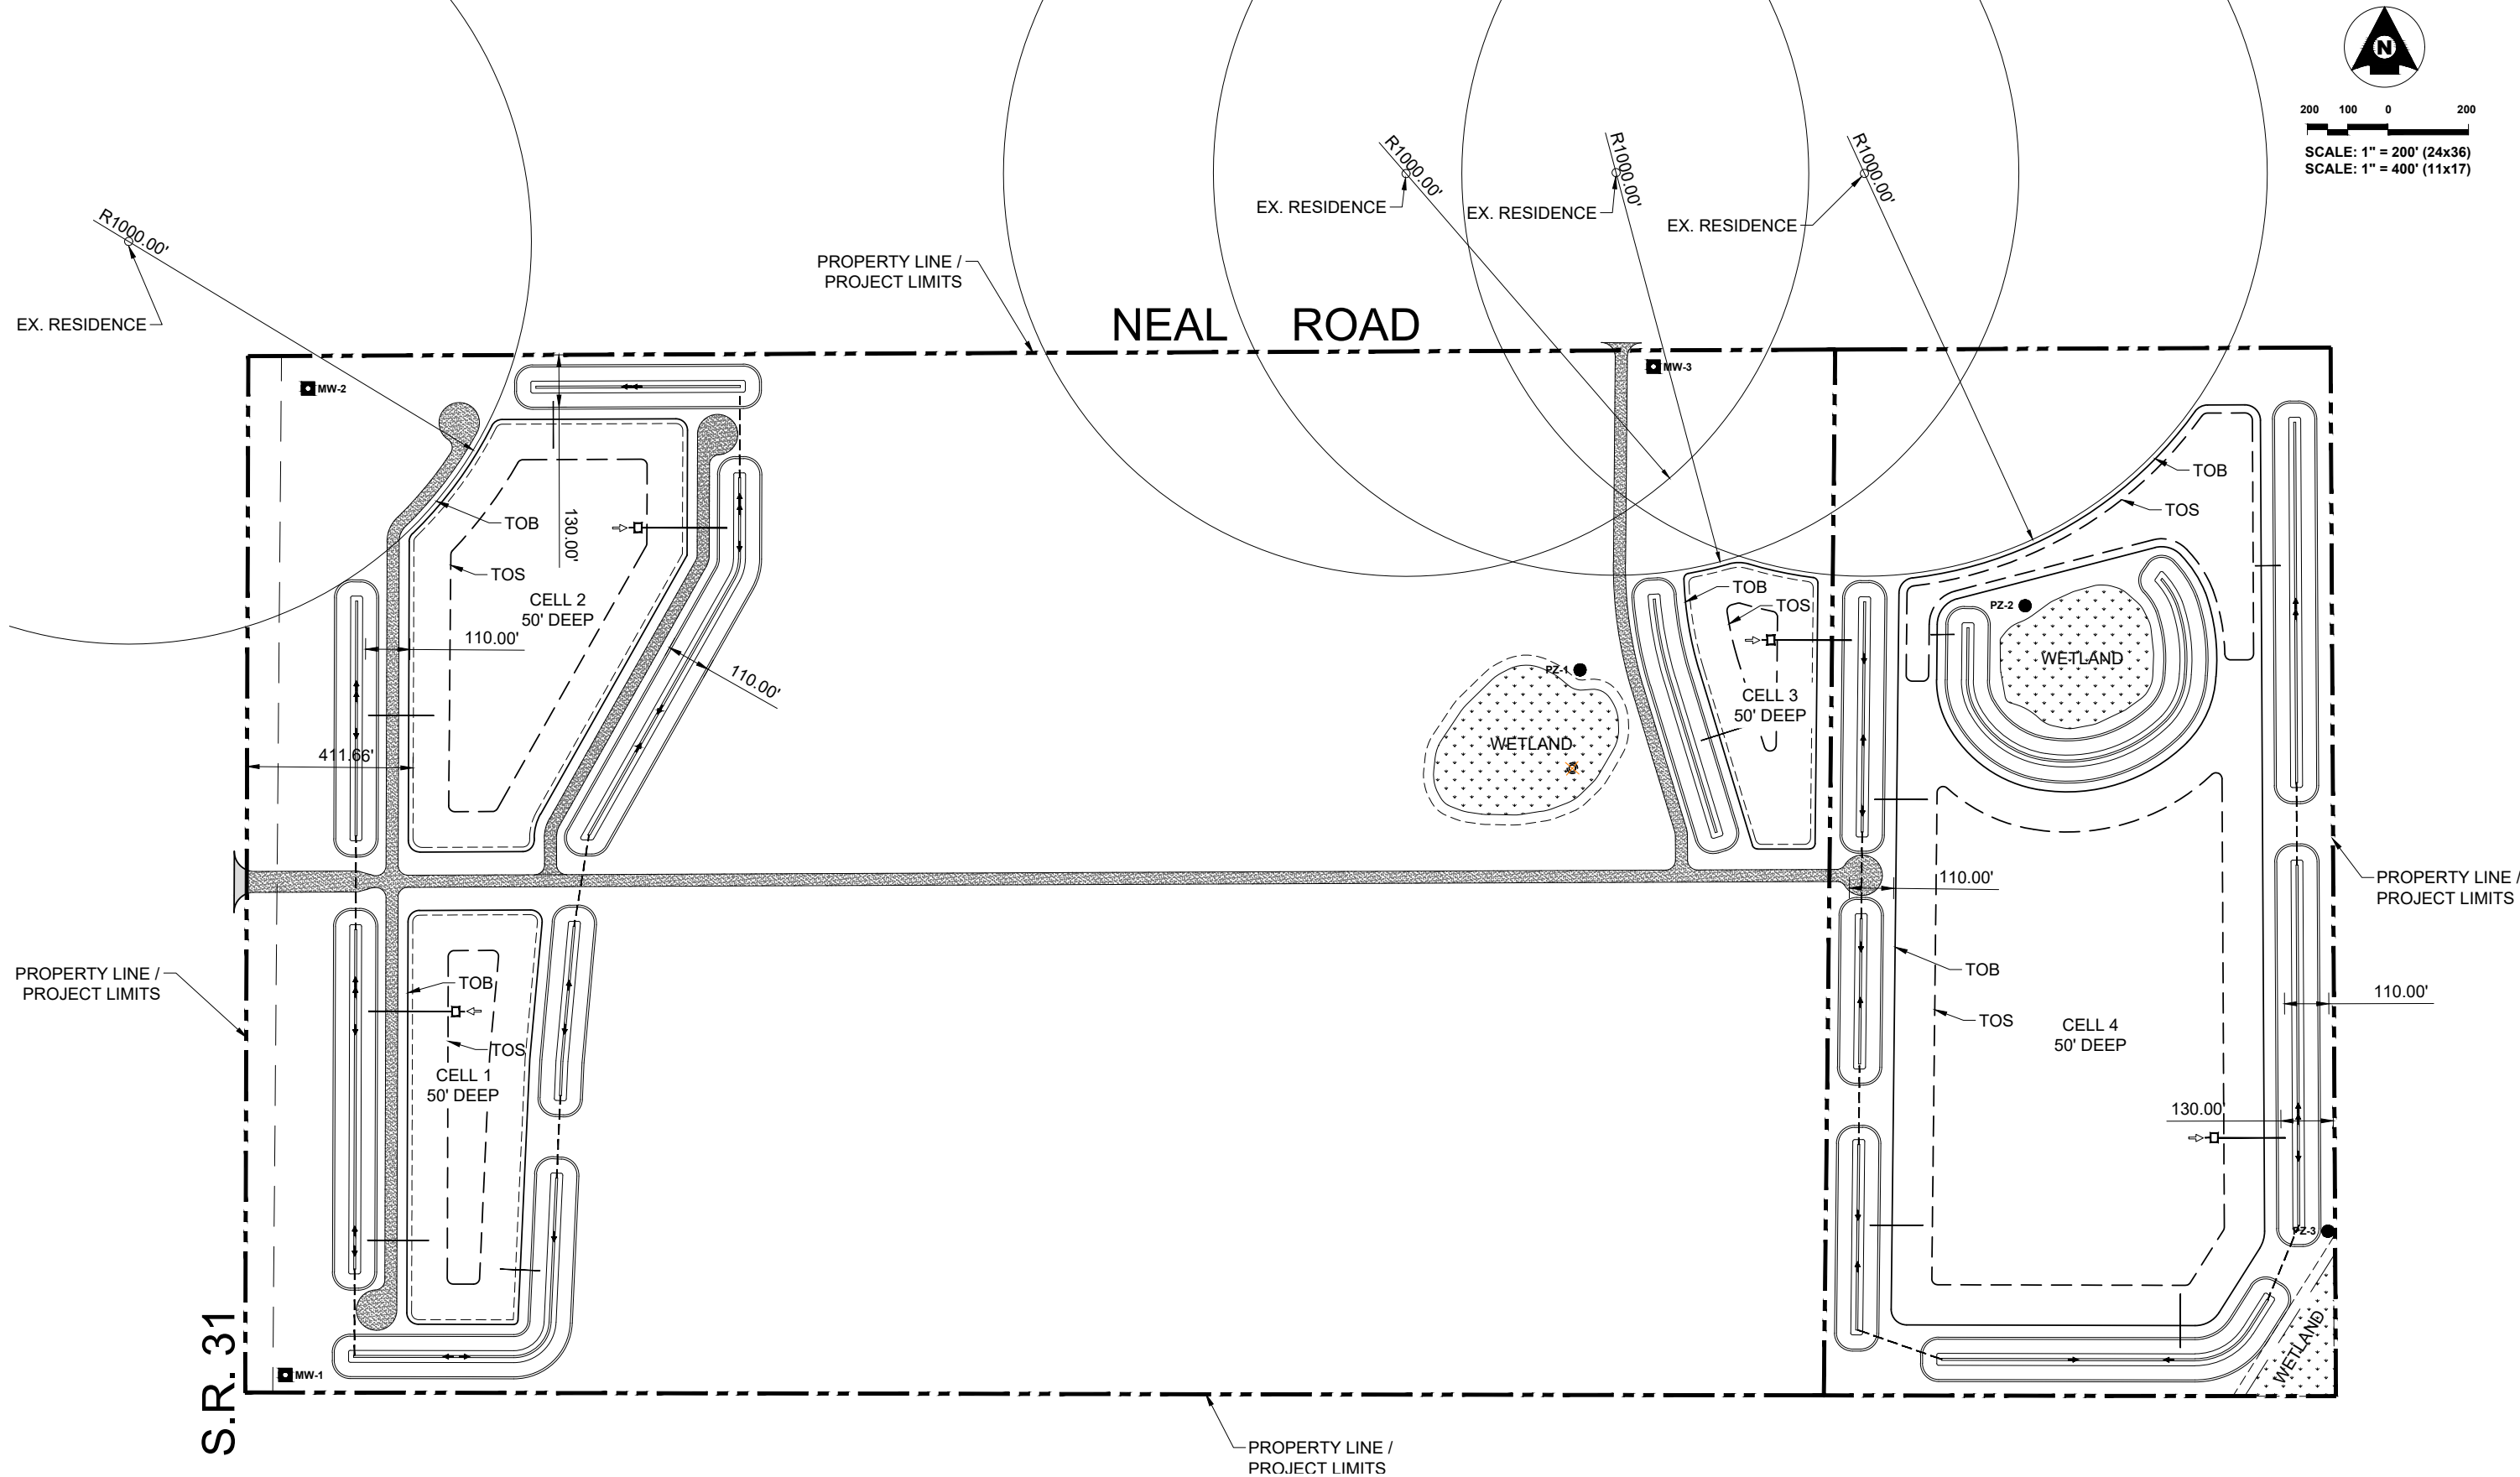 N
200 100 0 200
SCALE: 1" = 200' (24x36)
SCALE: 1" = 400' (11x17)
R1000.00'
R1000.00'
R1000.00'
R1000.00'
EX. RESIDENCE
EX. RESIDENCE
EX. RESIDENCE
EX. RESIDENCE
PROPERTY LINE /
PROJECT LIMITS
NEAL ROAD
MW-2
MW-3
TOB
TOS
130.00'
TOB
TOS
CELL 2
50' DEEP
110.00'
110.00'
411.66'
TOB
TOS
CELL 3
50' DEEP
PZ-1
WETLAND
PZ-2
WETLAND
110.00'
PROPERTY LINE /
PROJECT LIMITS
PROPERTY LINE /
PROJECT LIMITS
TOB
TOS
CELL 1
50' DEEP
TOB
TOS
CELL 4
50' DEEP
110.00'
130.00'
PZ-3
WETLAND
S.R. 31
MW-1
PROPERTY LINE /
PROJECT LIMITS